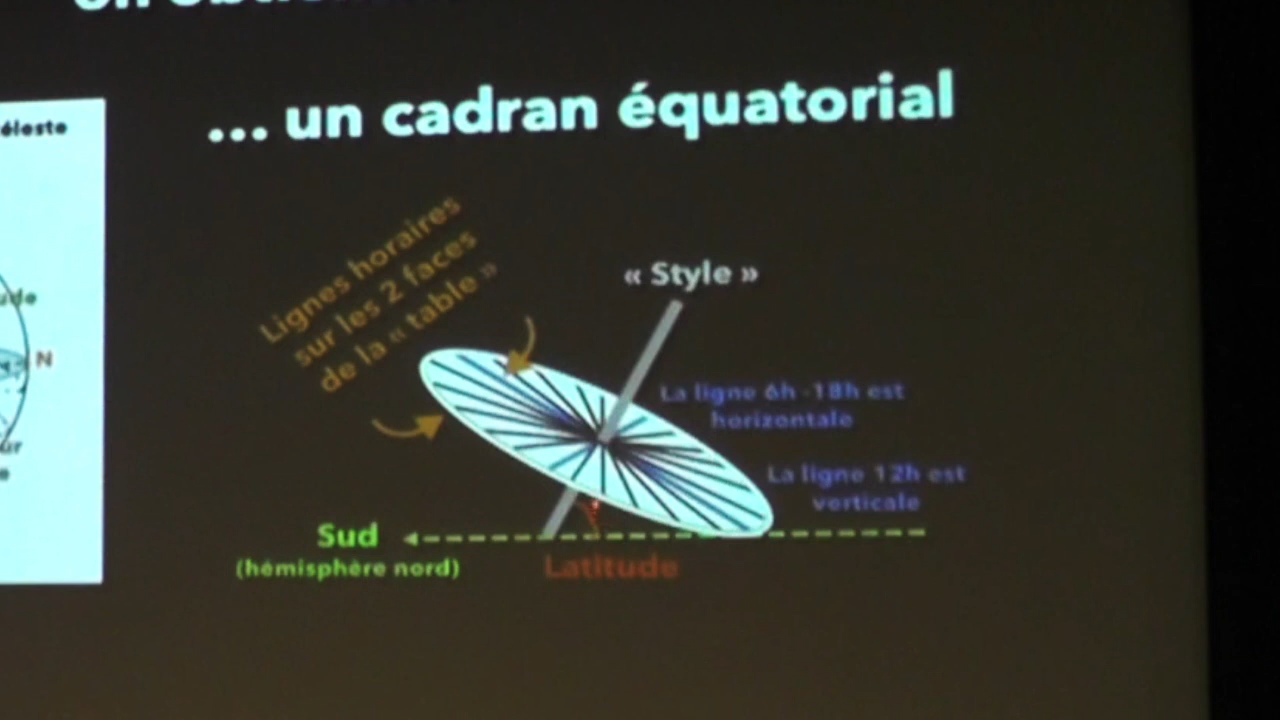 ... un cadran équatorial
éleste
Lignes horaires
sur les 2 faces
de la « table »
« Style »
N
La ligne 6h -18h est
horizontale
La ligne 12h est
verticale
Sud
(hémisphère nord)
Latitude